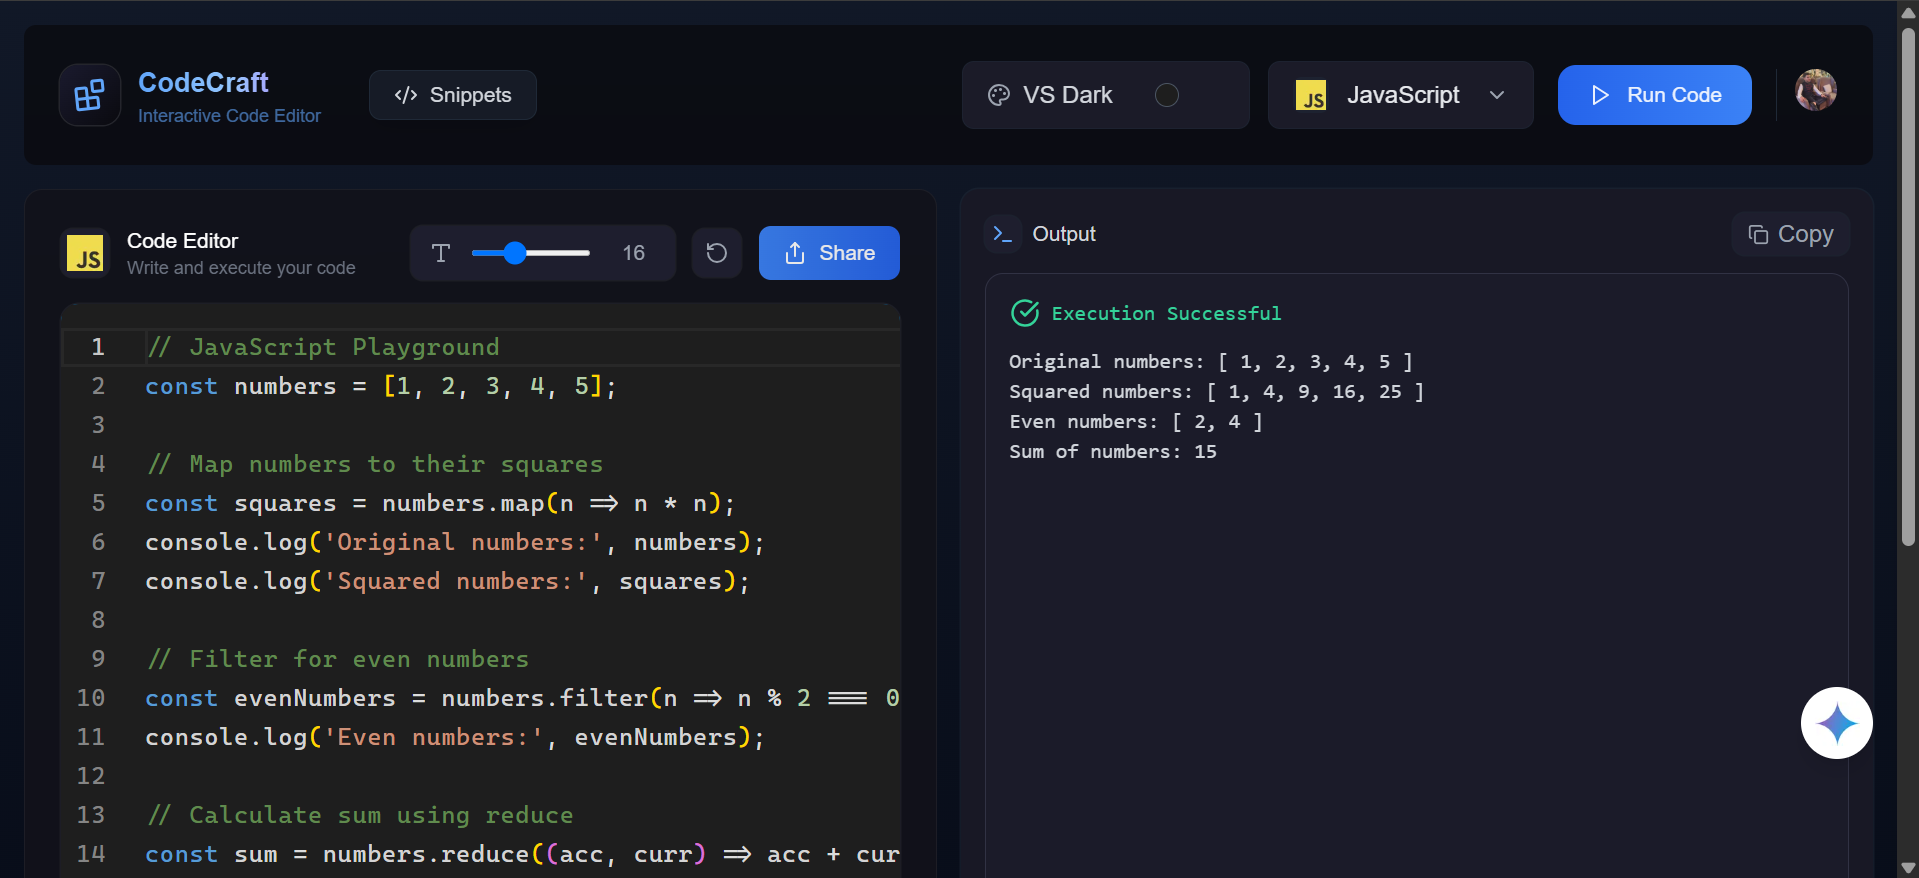 CodeCraft
Interactive Code Editor
Snippets
VS Dark
JS
JavaScript
Run Code
JS
Code Editor
Write and execute your code
16
Share
1 // JavaScript Playground
2 const numbers = [1, 2, 3, 4, 5];
3
4 // Map numbers to their squares
5 const squares = numbers.map(n => n * n);
6 console.log('Original numbers:', numbers);
7 console.log('Squared numbers:', squares);
8
9 // Filter for even numbers
10 const evenNumbers = numbers.filter(n => n % 2 === 0
11 console.log('Even numbers:', evenNumbers);
12
13 // Calculate sum using reduce
14 const sum = numbers.reduce((acc, curr) => acc + cur
Output
Copy
Execution Successful
Original numbers: [ 1, 2, 3, 4, 5 ]
Squared numbers: [ 1, 4, 9, 16, 25 ]
Even numbers: [ 2, 4 ]
Sum of numbers: 15